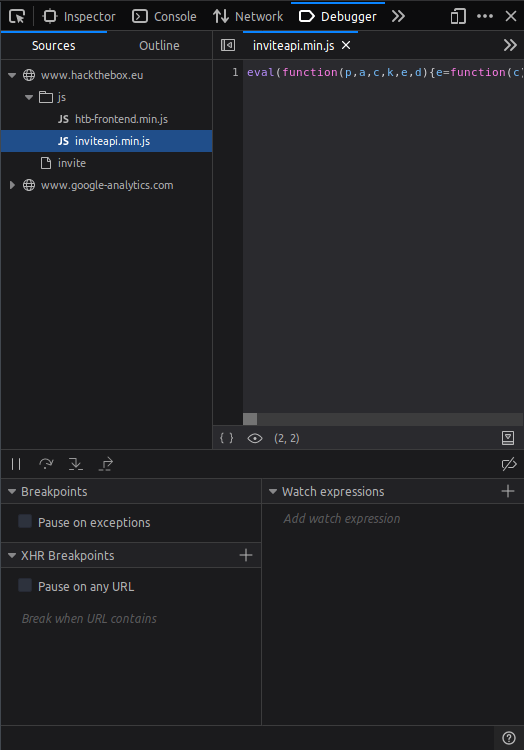 Inspector Console Network Debugger
Sources Outline inviteapi.min.js
www.hackthebox.eu
1 eval(function(p,a,c,k,e,d){e=function(c)
js
JS htb-frontend.min.js
JS inviteapi.min.js
invite
www.google-analytics.com
{ } (2, 2)
Breakpoints
Watch expressions
Pause on exceptions
Add watch expression
XHR Breakpoints
Pause on any URL
Break when URL contains